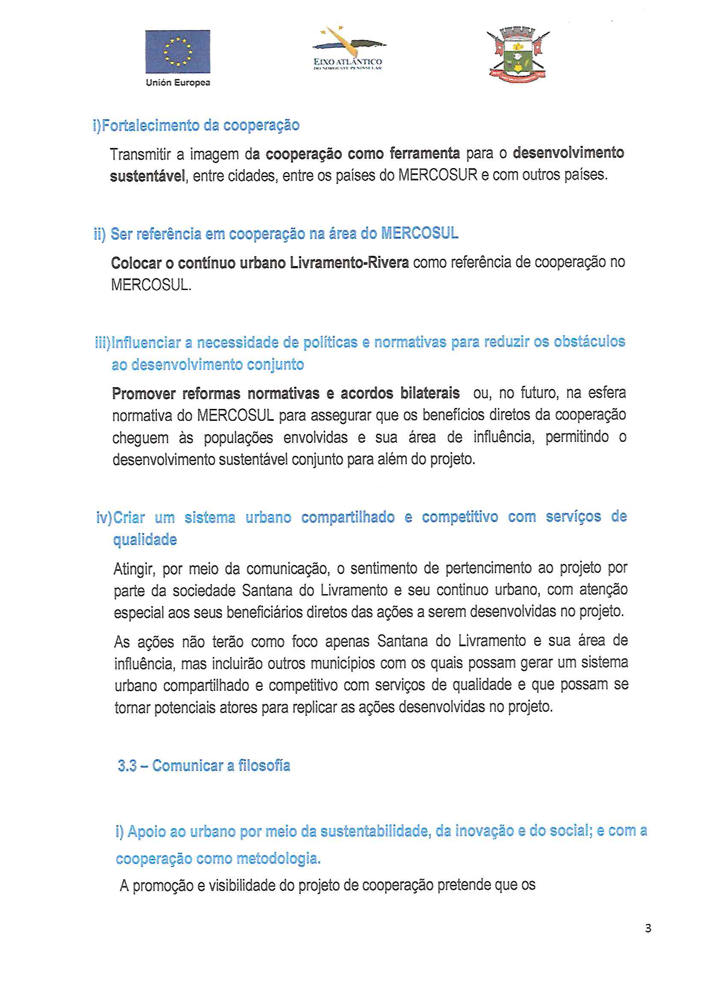 Unión Europea
EIXO ATLÁNTICO
DO NOROESTE PENINSULAR
i)Fortalecimento da cooperação
Transmitir a imagem da cooperação como ferramenta para o desenvolvimento
sustentável, entre cidades, entre os países do MERCOSUR e com outros países.
ii) Ser referência em cooperação na área do MERCOSUL
Colocar o contínuo urbano Livramento-Rivera como referência de cooperação no
MERCOSUL.
iii)Influenciar a necessidade de políticas e normativas para reduzir os obstáculos
ao desenvolvimento conjunto
Promover reformas normativas e acordos bilaterais ou, no futuro, na esfera
normativa do MERCOSUL para assegurar que os benefícios diretos da cooperação
cheguem às populações envolvidas e sua área de influência, permitindo o
desenvolvimento sustentável conjunto para além do projeto.
iv)Criar um sistema urbano compartilhado e competitivo com serviços de
qualidade
Atingir, por meio da comunicação, o sentimento de pertencimento ao projeto por
parte da sociedade Santana do Livramento e seu continuo urbano, com atenção
especial aos seus beneficiários diretos das ações a serem desenvolvidas no projeto.
As ações não terão como foco apenas Santana do Livramento e sua área de
influência, mas incluirão outros municípios com os quais possam gerar um sistema
urbano compartilhado e competitivo com serviços de qualidade e que possam se
tornar potenciais atores para replicar as ações desenvolvidas no projeto.
3.3 – Comunicar a filosofía
i) Apoio ao urbano por meio da sustentabilidade, da inovação e do social; e com a
cooperação como metodologia.
A promoção e visibilidade do projeto de cooperação pretende que os
3